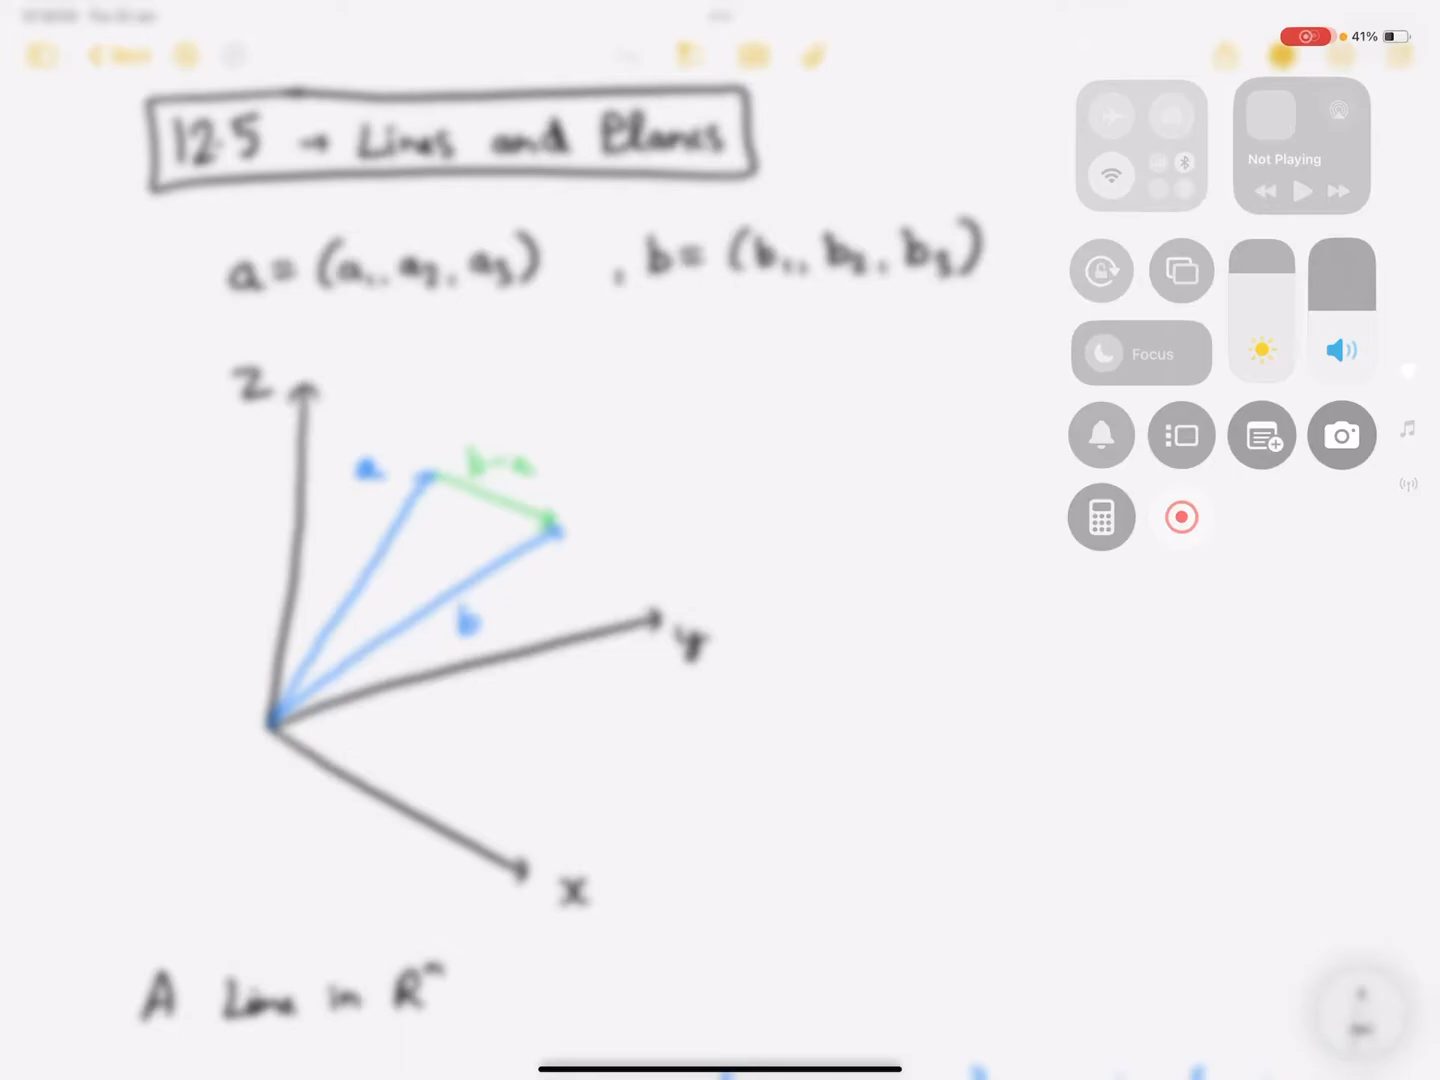 41%
12.5 → Lines and Planes
Not Playing
a = (a₁, a₂, a₃) , b = (b₁, b₂, b₃)
Focus
z
a
b-a
b
y
x
A Line in Rⁿ